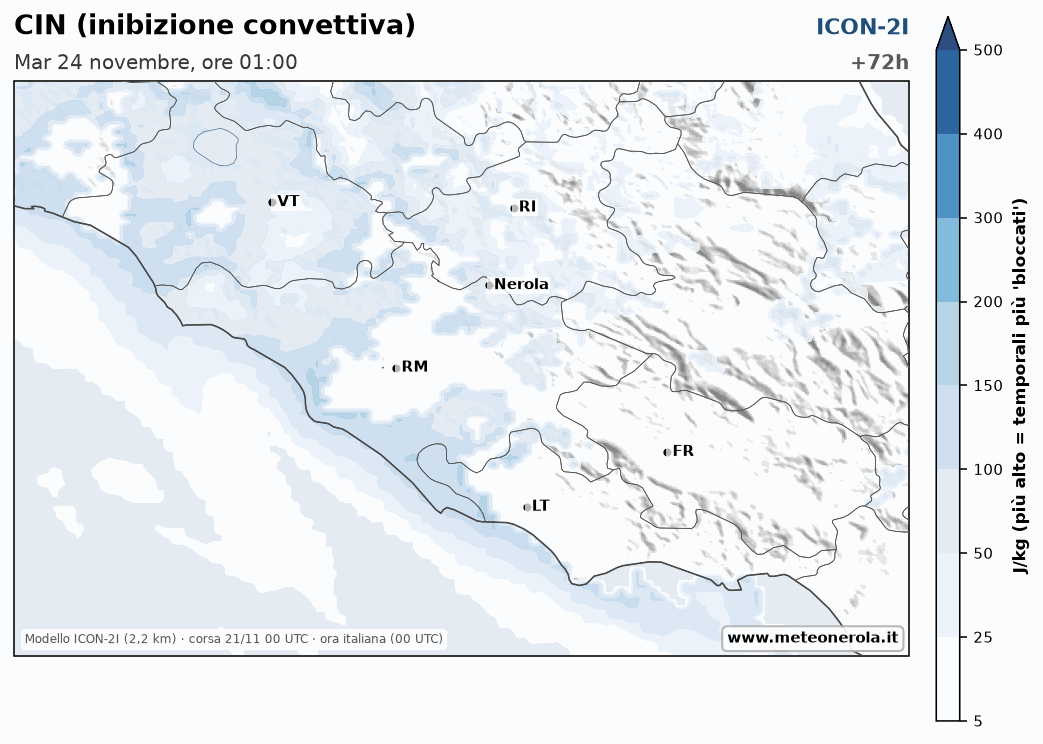 CIN (inibizione convettiva)
ICON-2I
Mar 24 novembre, ore 01:00
+72h
VT
RI
Nerola
RM
FR
LT
Modello ICON-2I (2,2 km) · corsa 21/11 00 UTC · ora italiana (00 UTC)
www.meteonerola.it
500
400
300
200
150
100
50
25
5
J/kg (più alto = temporali più 'bloccati')